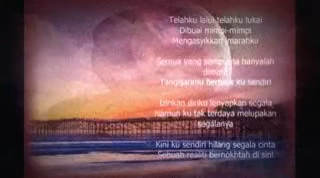 Telahku lalui telahku lukai
Dibuai mimpi-mimpi
Mengasyikkan marahku
Semua yang sempurna hanyalah
Tangisanmu ku sendiri
Izinkan diriku lenyapkan segala
Namun ku tak terdaya melupakan
segalanya
Kini ku sendiri hilang segala cinta
Sebuah realiti bernokhtah di sini